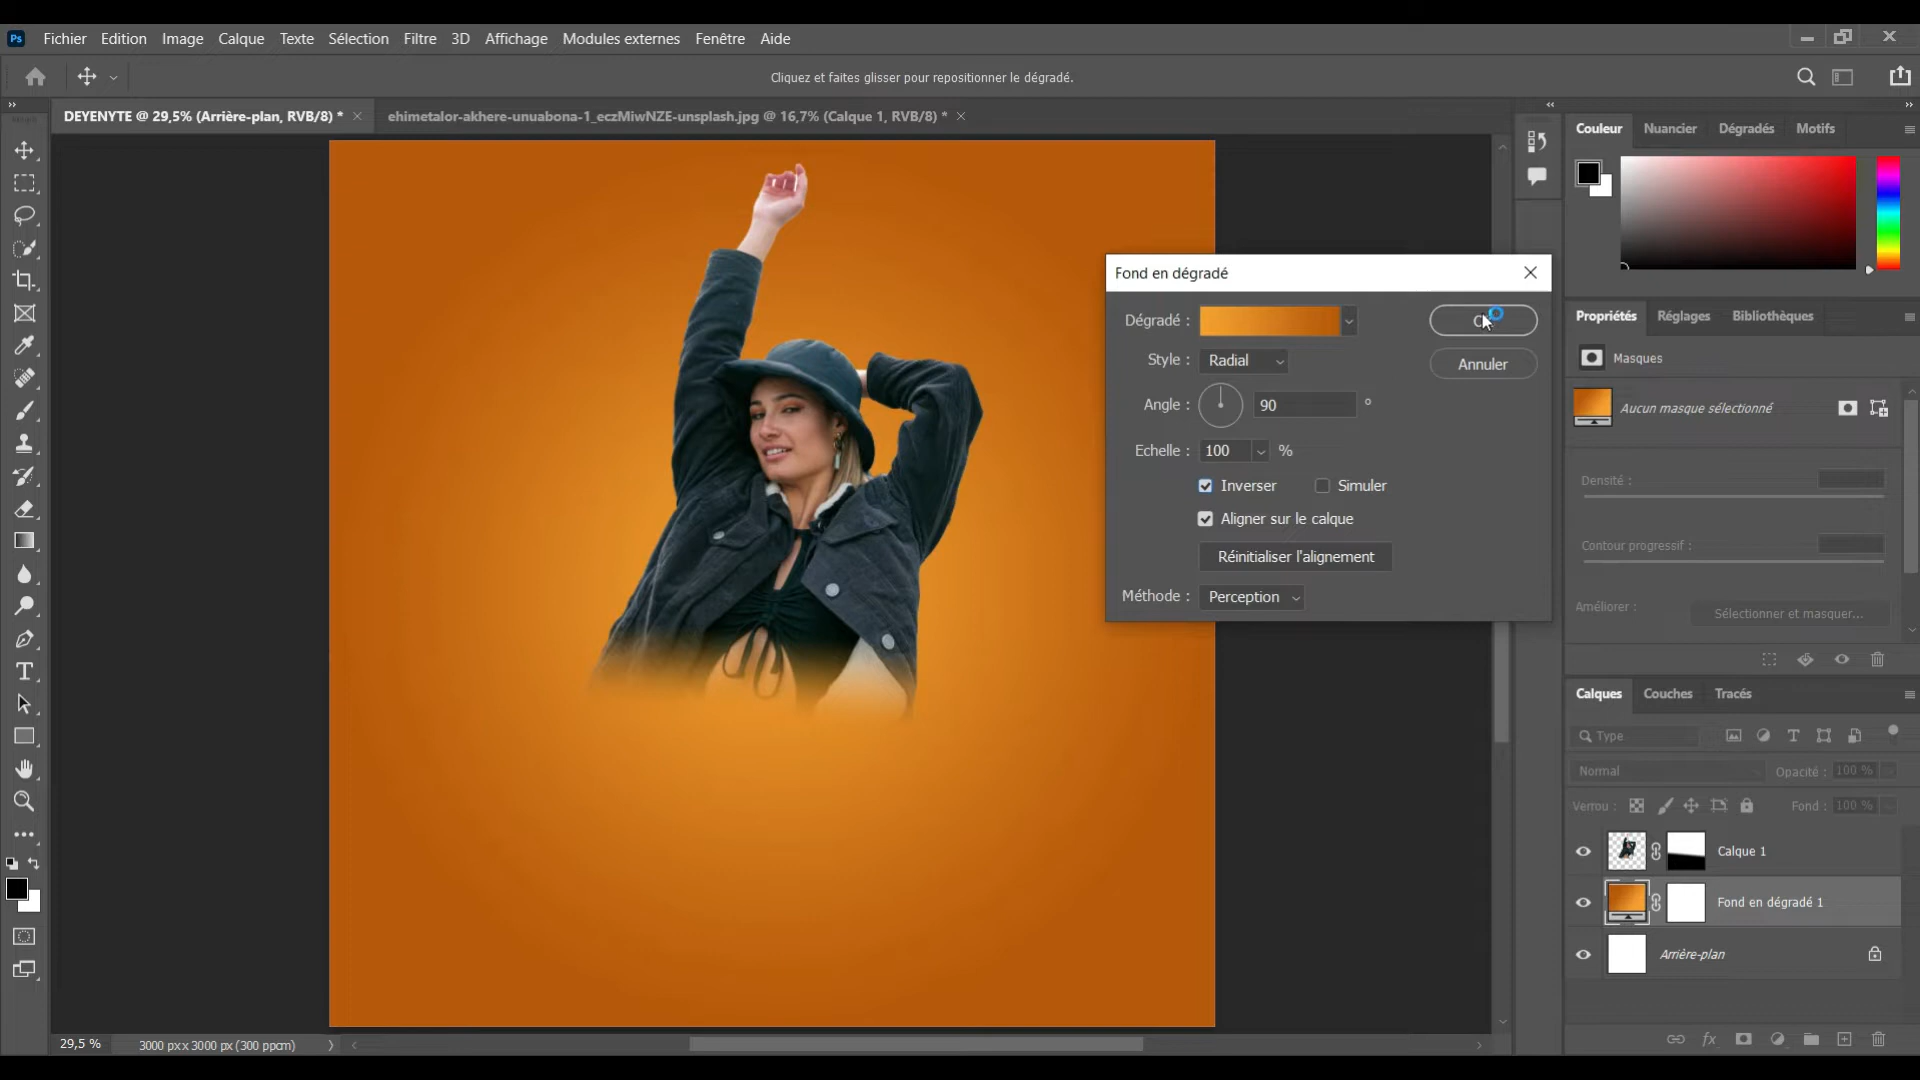 Ps Fichier Edition Image Calque Texte Sélection Filtre 3D Affichage Modules externes Fenêtre Aide
Cliquez et faites glisser pour repositionner le dégradé.
DEYENYTE @ 29,5% (Arrière-plan, RVB/8) * ehimetalor-akhere-unuabona-1_eczMiwNZE-unsplash.jpg @ 16,7% (Calque 1, RVB/8) *
Couleur Nuancier Dégradés Motifs
Fond en dégradé
Dégradé :
Annuler
Style : Radial
Angle : 90 °
Echelle : 100 %
Inverser Simuler
Aligner sur le calque
Réinitialiser l'alignement
Méthode : Perception
Propriétés Réglages Bibliothèques
Masques
Aucun masque sélectionné
Densité :
Contour progressif :
Améliorer : Sélectionner et masquer...
Calques Couches Tracés
Type
Normal Opacité : 100 %
Verrou : Fond : 100 %
Calque 1
Fond en dégradé 1
Arrière-plan
fx
29,5 % 3000 px x 3000 px (300 ppcm)